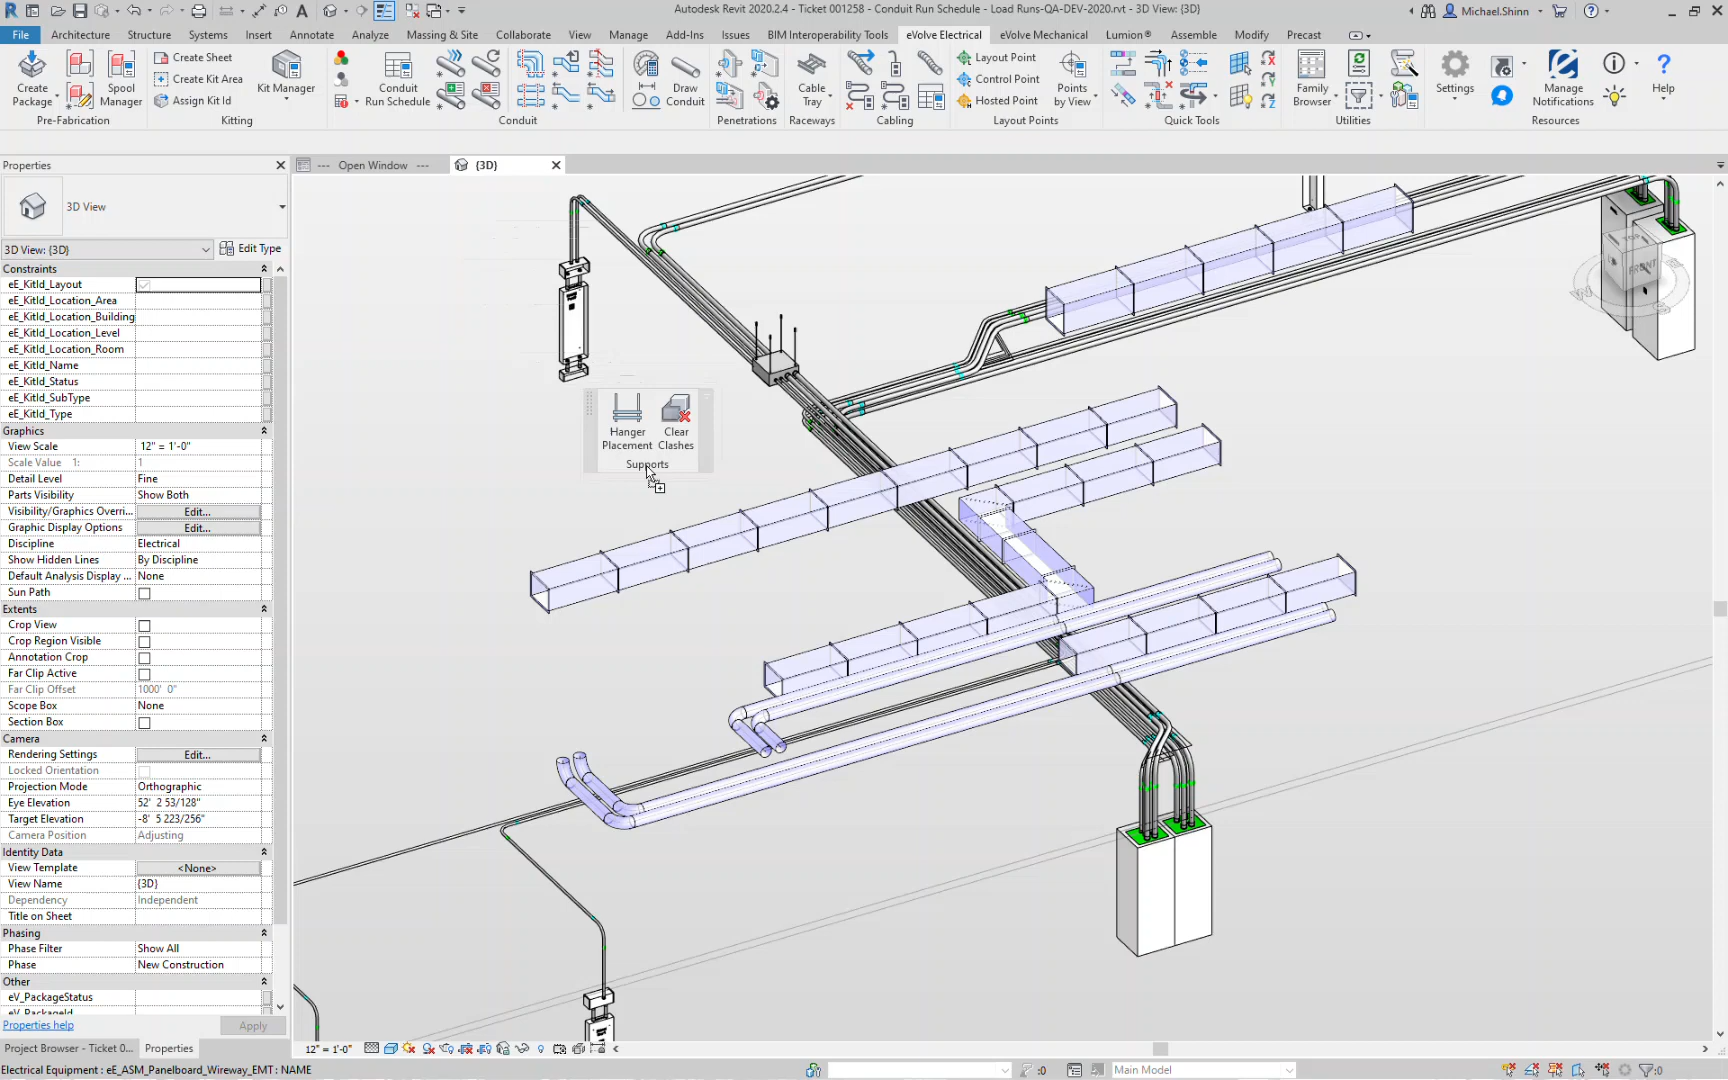 Autodesk Revit 2020.2.4 - Ticket 001258 - Conduit Run Schedule - Load Runs-QA-DEV-2020.rvt - 3D View: {3D}
Michael.Shinn
File Architecture Structure Systems Insert Annotate Analyze Massing & Site Collaborate View Manage Add-Ins Issues BIM Interoperability Tools eVolve Electrical eVolve Mechanical Lumion® Assemble Modify Precast
Create Package
Spool Manager
Pre-Fabrication
Create Sheet
Create Kit Area
Assign Kit Id
Kit Manager
Kitting
Conduit Run Schedule
Draw Conduit
Conduit
Penetrations
Cable Tray
Raceways
Cabling
Layout Point
Control Point
Hosted Point
Points by View
Layout Points
Quick Tools
Family Browser
Utilities
Settings
Manage Notifications
Help
Resources
Properties
--- Open Window ---
{3D}
3D View
3D View: {3D}
Edit Type
Constraints
eE_KitId_Layout
eE_KitId_Location_Area
eE_KitId_Location_Building
eE_KitId_Location_Level
eE_KitId_Location_Room
eE_KitId_Name
eE_KitId_Status
eE_KitId_SubType
eE_KitId_Type
Graphics
View Scale 12" = 1'-0"
Scale Value 1: 1
Detail Level Fine
Parts Visibility Show Both
Visibility/Graphics Overri... Edit...
Graphic Display Options Edit...
Discipline Electrical
Show Hidden Lines By Discipline
Default Analysis Display ... None
Sun Path
Extents
Crop View
Crop Region Visible
Annotation Crop
Far Clip Active
Far Clip Offset 1000' 0"
Scope Box None
Section Box
Camera
Rendering Settings Edit...
Locked Orientation
Projection Mode Orthographic
Eye Elevation 52' 2 53/128"
Target Elevation -8' 5 223/256"
Camera Position Adjusting
Identity Data
View Template <None>
View Name {3D}
Dependency Independent
Title on Sheet
Phasing
Phase Filter Show All
Phase New Construction
Other
eV_PackageStatus
eV_PackageId
Properties help
Apply
Project Browser - Ticket 0... Properties
Hanger Placement
Clear Clashes
Supports
TOP
FRONT
W
12" = 1'-0"
Electrical Equipment : eE_ASM_Panelboard_Wireway_EMT : NAME
:0
Main Model
:0